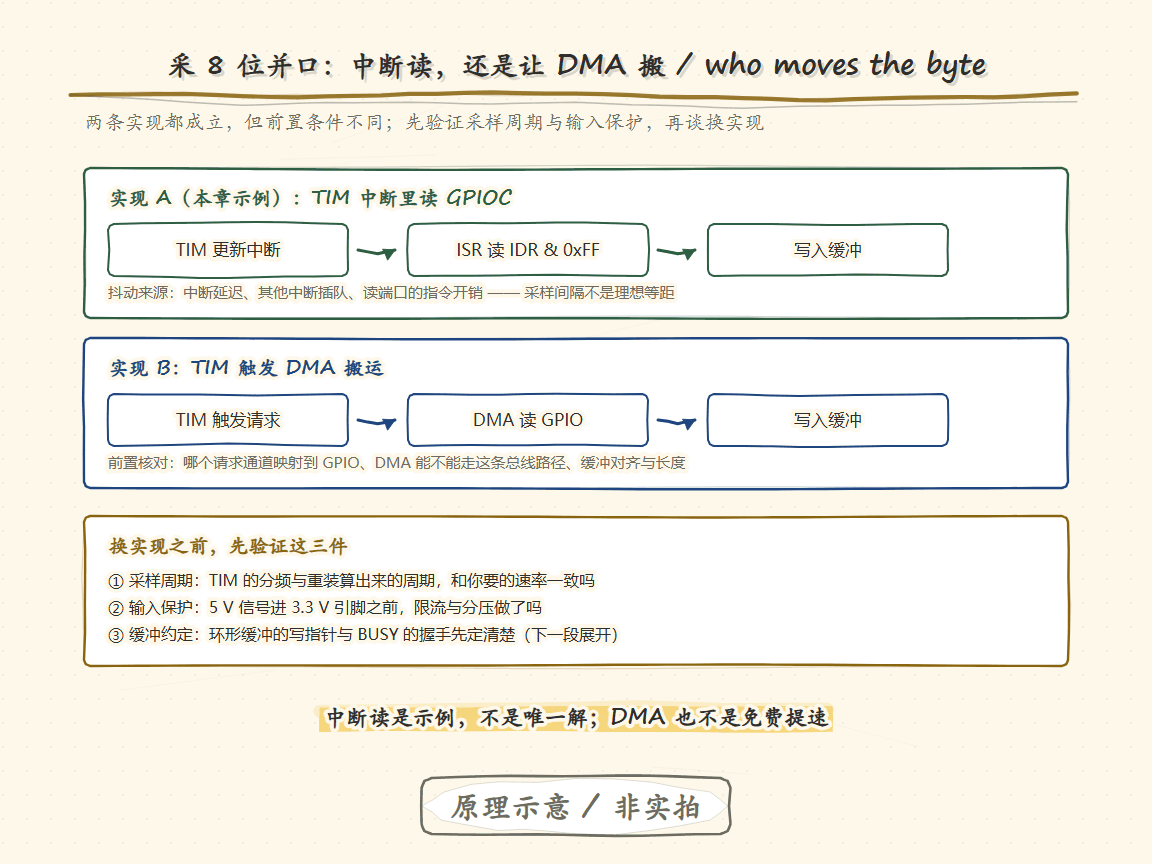 采 8 位并口：中断读，还是让 DMA 搬 / who moves the byte
两条实现都成立，但前置条件不同；先验证采样周期与输入保护，再谈换实现
实现 A（本章示例）：TIM 中断里读 GPIOC
TIM 更新中断
ISR 读 IDR & 0xFF
写入缓冲
抖动来源：中断延迟、其他中断插队、读端口的指令开销 —— 采样间隔不是理想等距
实现 B：TIM 触发 DMA 搬运
TIM 触发请求
DMA 读 GPIO
写入缓冲
前置核对：哪个请求通道映射到 GPIO、DMA 能不能走这条总线路径、缓冲对齐与长度
换实现之前，先验证这三件
① 采样周期：TIM 的分频与重装算出来的周期，和你要的速率一致吗
② 输入保护：5 V 信号进 3.3 V 引脚之前，限流与分压做了吗
③ 缓冲约定：环形缓冲的写指针与 BUSY 的握手先定清楚（下一段展开）
中断读是示例，不是唯一解；DMA 也不是免费提速
原理示意 / 非实拍